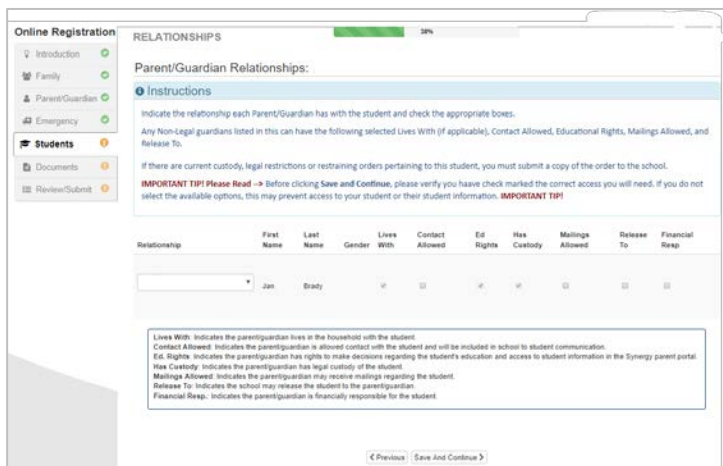 Online Registration
Introduction
Family
Parent/Guardian
Emergency
Students
Documents
Review/Submit
RELATIONSHIPS
38%
Parent/Guardian Relationships:
Instructions
Indicate the relationship each Parent/Guardian has with the student and check the appropriate boxes.
Any Non-Legal guardians listed in this can have the following selected Lives With (if applicable), Contact Allowed, Educational Rights, Mailings Allowed, and
Release To.
If there are current custody, legal restrictions or restraining orders pertaining to this student, you must submit a copy of the order to the school.
IMPORTANT TIP! Please Read --> Before clicking Save and Continue, please verify you haave check marked the correct access you will need. If you do not
select the available options, this may prevent access to your student or their student information. IMPORTANT TIP!
Relationship First Name Last Name Gender Lives With Contact Allowed Ed Rights Has Custody Mailings Allowed Release To Financial Resp
Jan Brady
Lives With: Indicates the parent/guardian lives in the household with the student.
Contact Allowed: Indicates the parent/guardian is allowed contact with the student and will be included in school to student communication.
Ed. Rights: Indicates the parent/guardian has rights to make decisions regarding the student's education and access to student information in the Synergy parent portal.
Has Custody: Indicates the parent/guardian has legal custody of the student.
Mailings Allowed: Indicates the parent/guardian may receive mailings regarding the student.
Release To: Indicates the school may release the student to the parent/guardian.
Financial Resp.: Indicates the parent/guardian is financially responsible for the student.
Previous Save And Continue